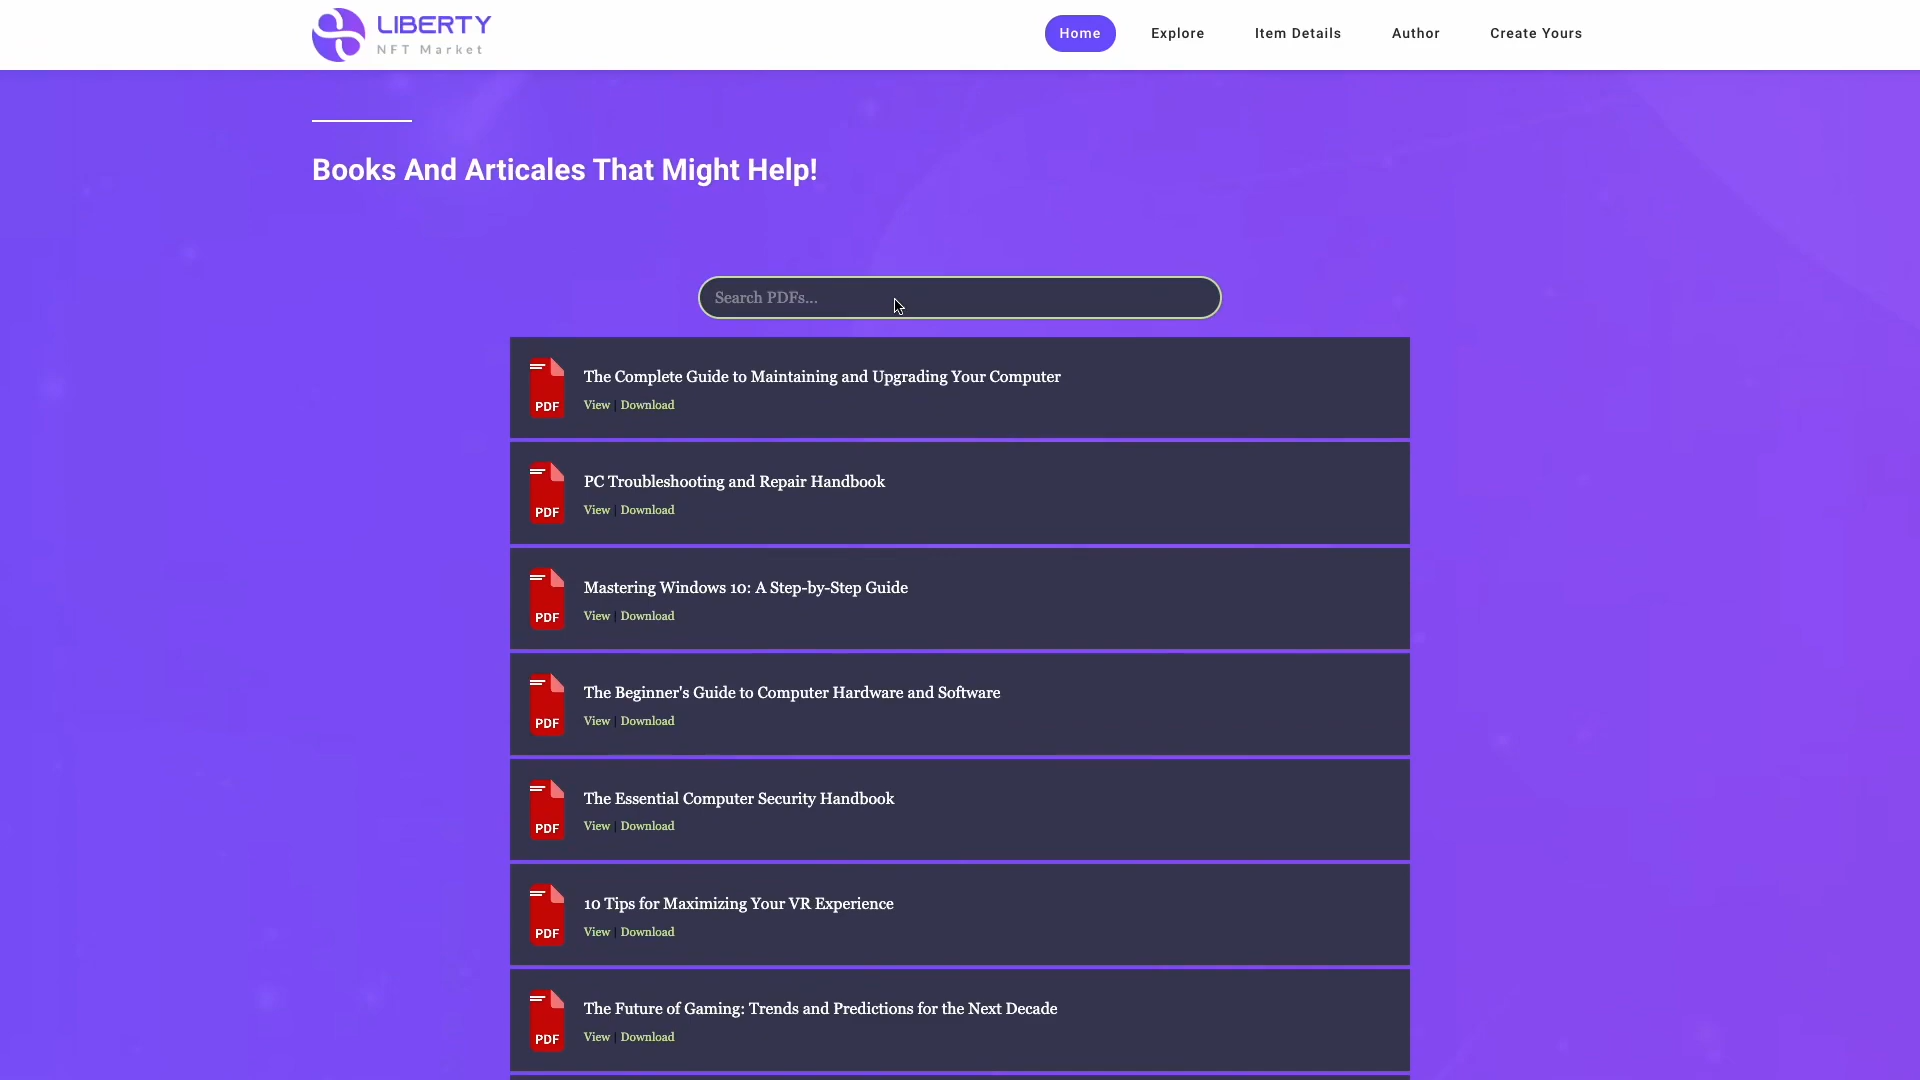 LIBERTY
NFT Market
Home
Explore
Item Details
Author
Create Yours
Books And Articales That Might Help!
Search PDFs...
PDF
The Complete Guide to Maintaining and Upgrading Your Computer
View | Download
PDF
PC Troubleshooting and Repair Handbook
View | Download
PDF
Mastering Windows 10: A Step-by-Step Guide
View | Download
PDF
The Beginner's Guide to Computer Hardware and Software
View | Download
PDF
The Essential Computer Security Handbook
View | Download
PDF
10 Tips for Maximizing Your VR Experience
View | Download
PDF
The Future of Gaming: Trends and Predictions for the Next Decade
View | Download